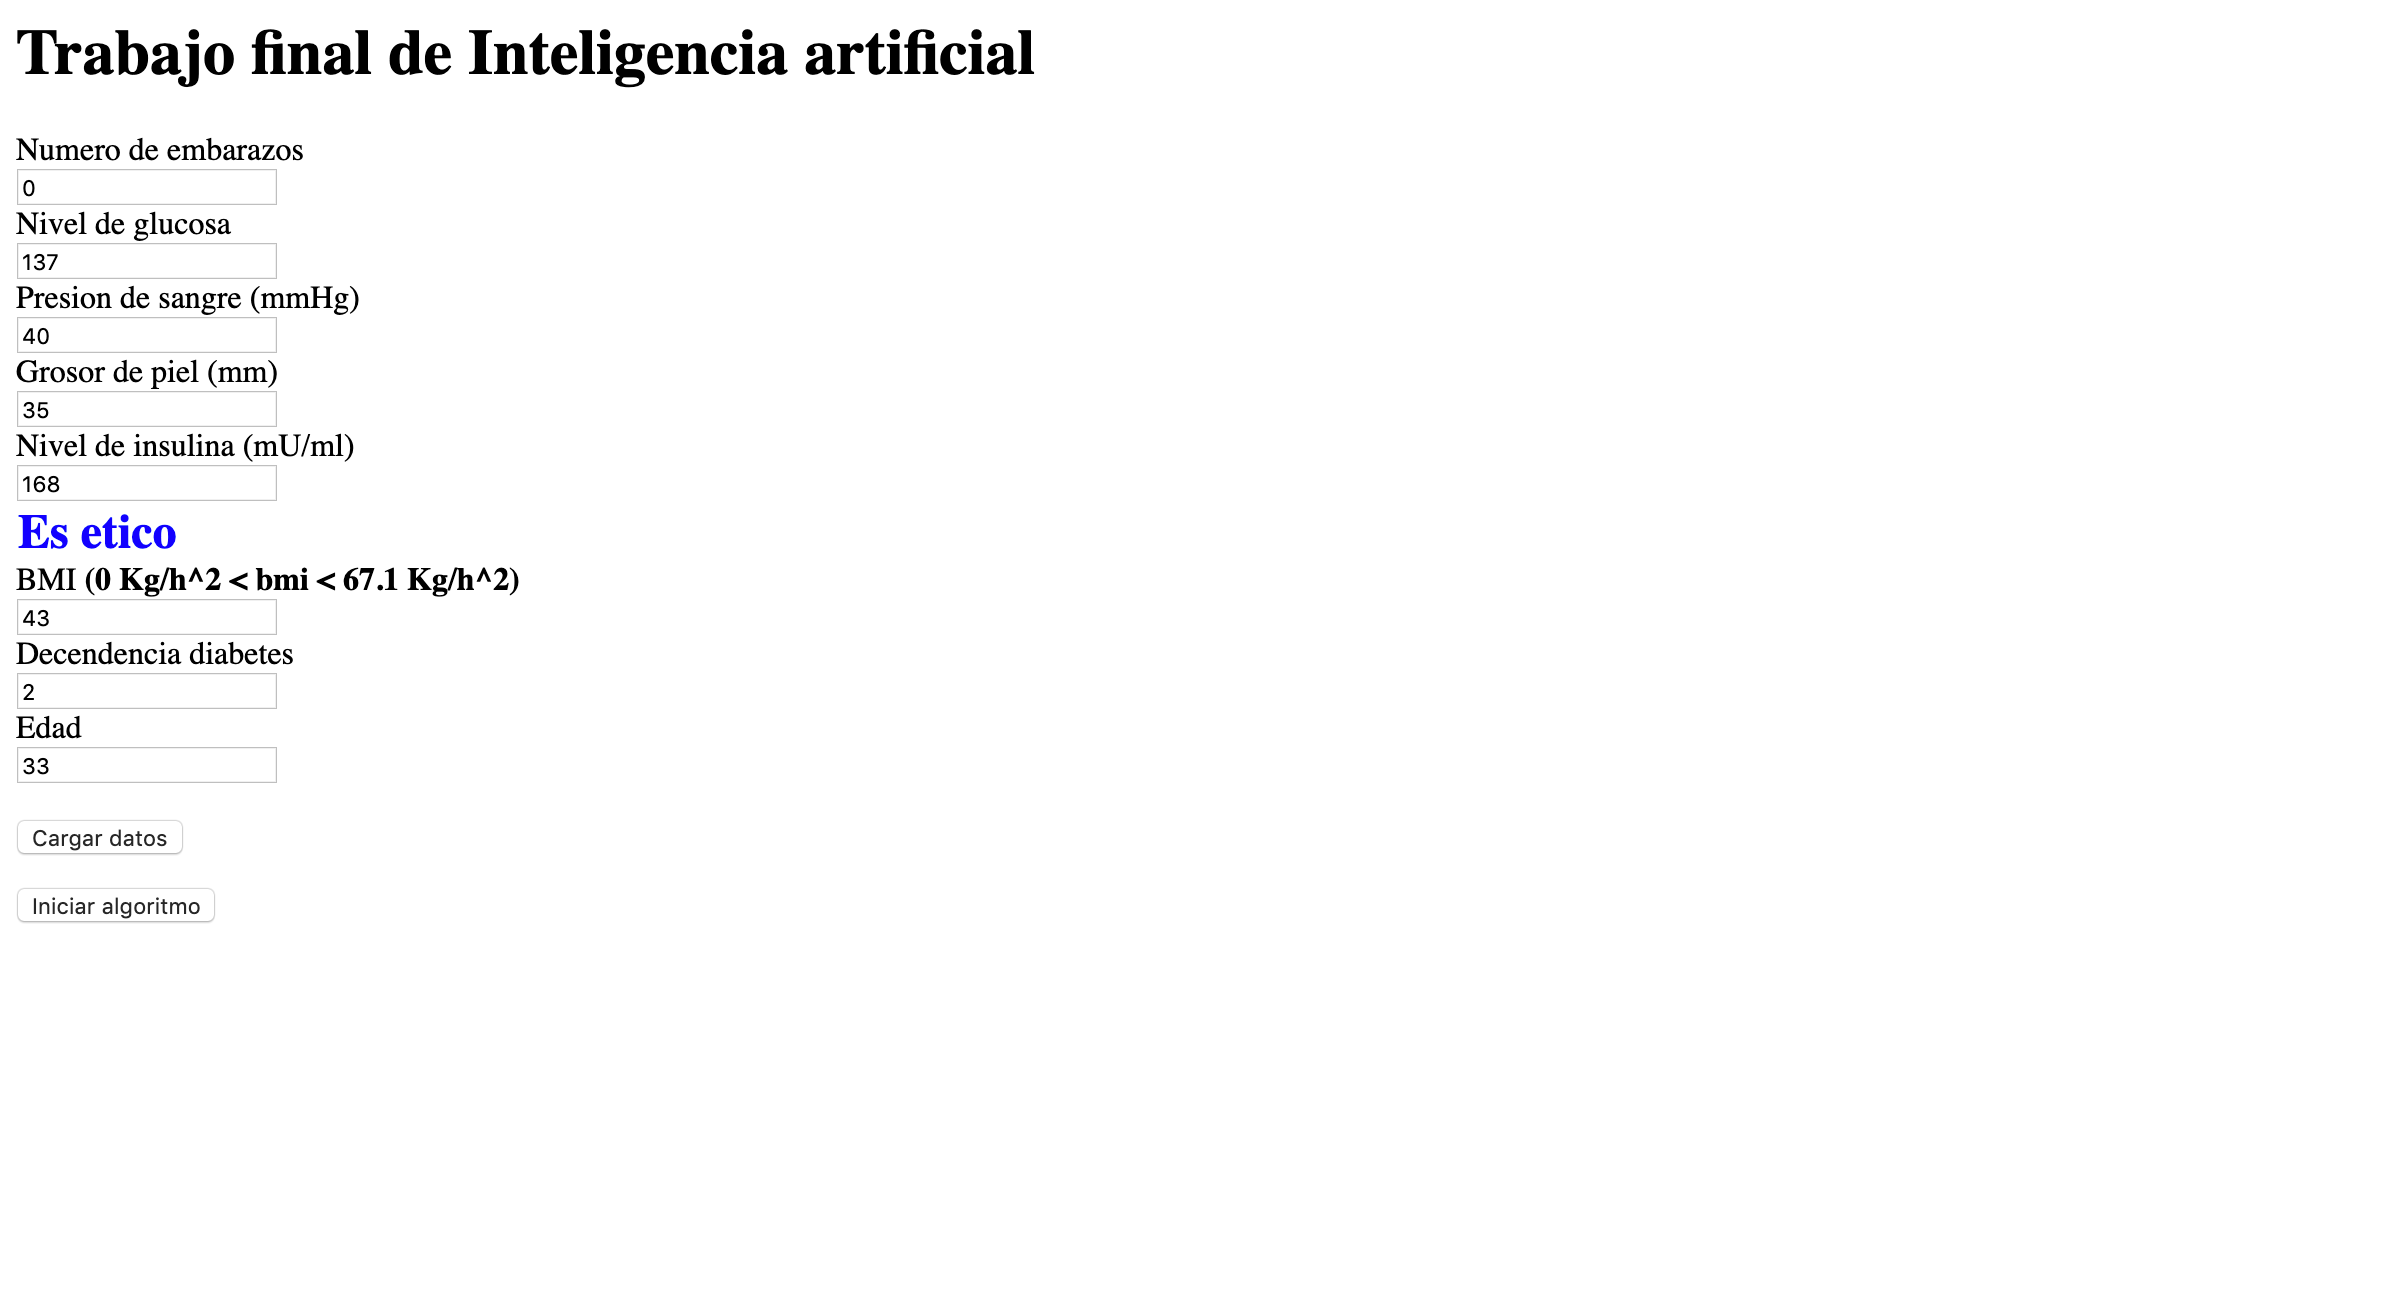 Trabajo final de Inteligencia artificial
Numero de embarazos
0
Nivel de glucosa
137
Presion de sangre (mmHg)
40
Grosor de piel (mm)
35
Nivel de insulina (mU/ml)
168
Es etico
BMI (0 Kg/h^2 < bmi < 67.1 Kg/h^2)
43
Decendencia diabetes
2
Edad
33
Cargar datos
Iniciar algoritmo